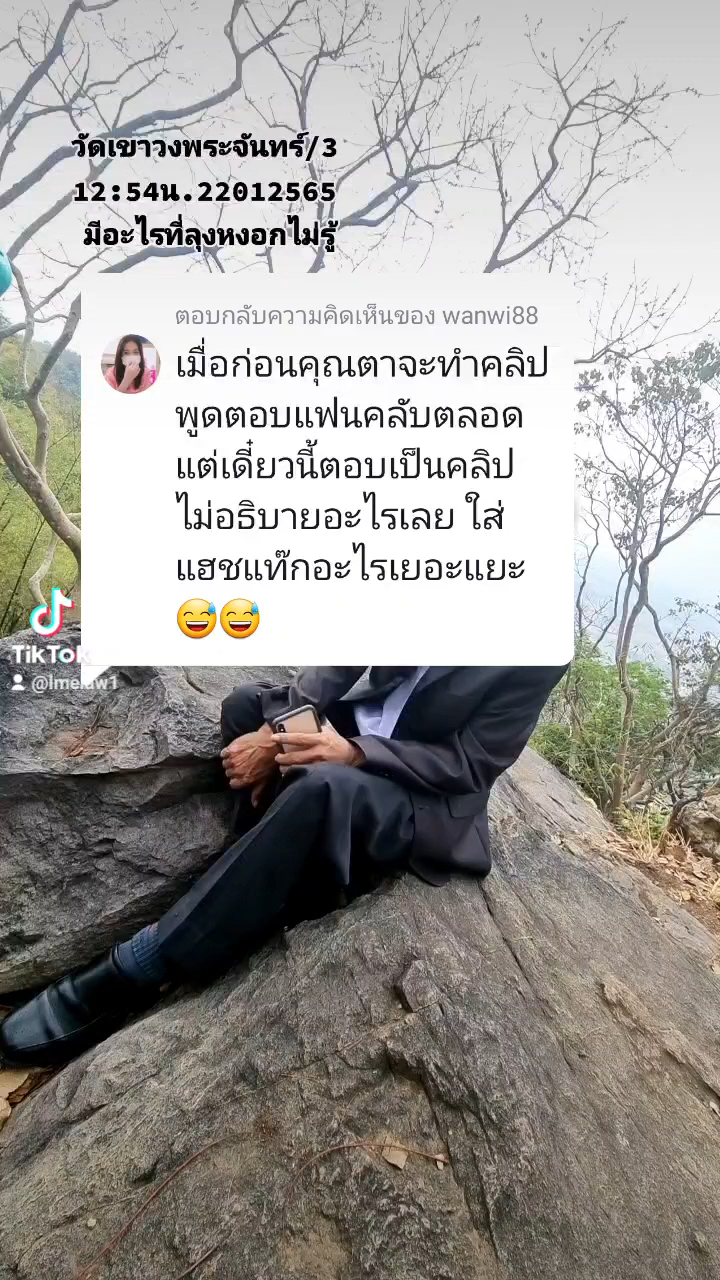 วัดเขาวงพระจันทร์/3
12:54น.22012565
มีอะไรที่ลุงหงอกไม่รู้
ตอบกลับความคิดเห็นของ wanwi88
เมื่อก่อนคุณตาจะทำคลิป
พูดตอบแฟนคลับตลอด
แต่เดี๋ยวนี้ตอบเป็นคลิป
ไม่อธิบายอะไรเลย ใส่
แฮชแท๊กอะไรเยอะแยะ
😅😅
TikTok